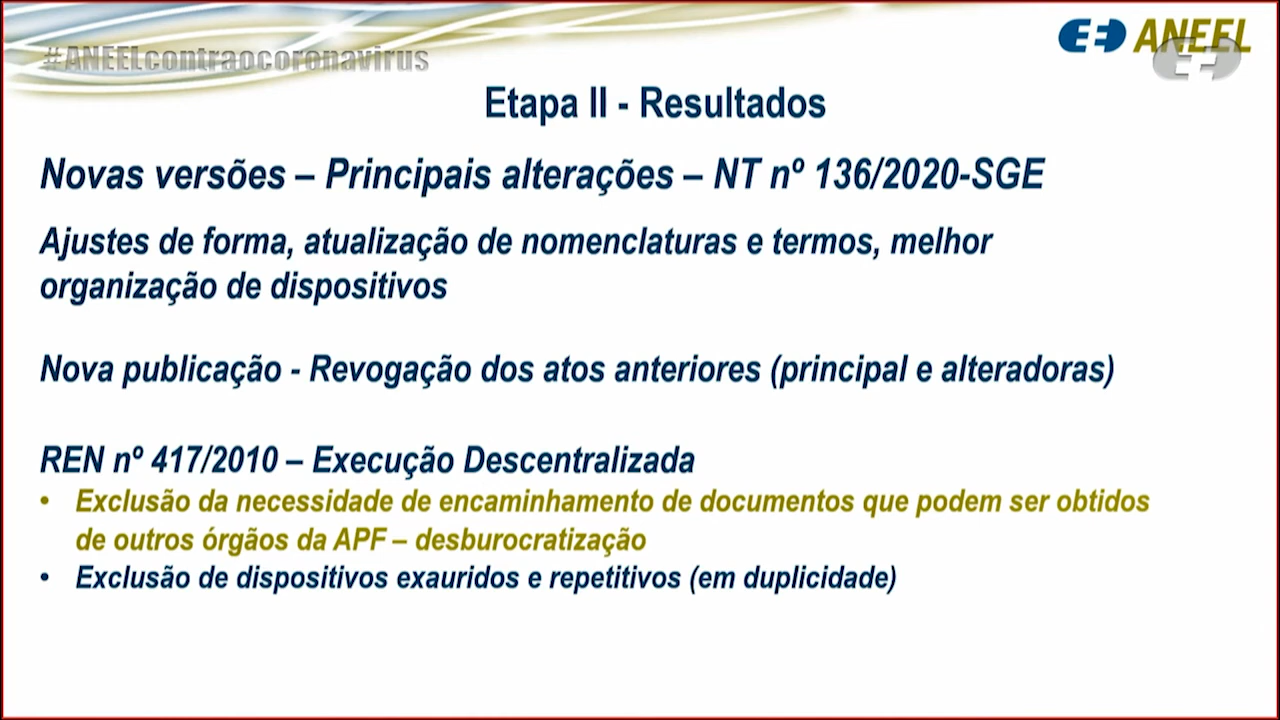 #ANEELcontraocoronavirus
ANEEL
Etapa II - Resultados
Novas versões – Principais alterações – NT nº 136/2020-SGE
Ajustes de forma, atualização de nomenclaturas e termos, melhor
organização de dispositivos
Nova publicação - Revogação dos atos anteriores (principal e alteradoras)
REN nº 417/2010 – Execução Descentralizada
• Exclusão da necessidade de encaminhamento de documentos que podem ser obtidos
de outros órgãos da APF – desburocratização
• Exclusão de dispositivos exauridos e repetitivos (em duplicidade)